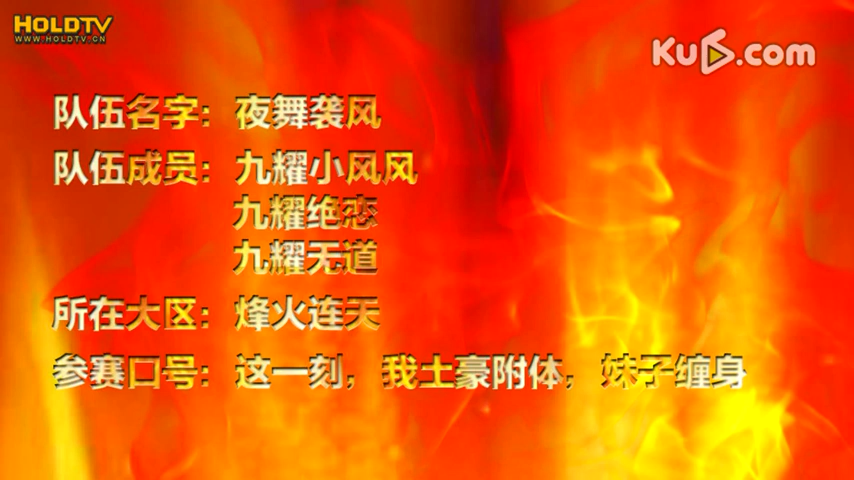 HOLDTV
WWW.HOLDTV.CN
Ku6.com
队伍名字：夜舞袭风
队伍成员：九耀小风风
九耀绝恋
九耀无道
所在大区：烽火连天
参赛口号：这一刻，我土豪附体，妹子缠身